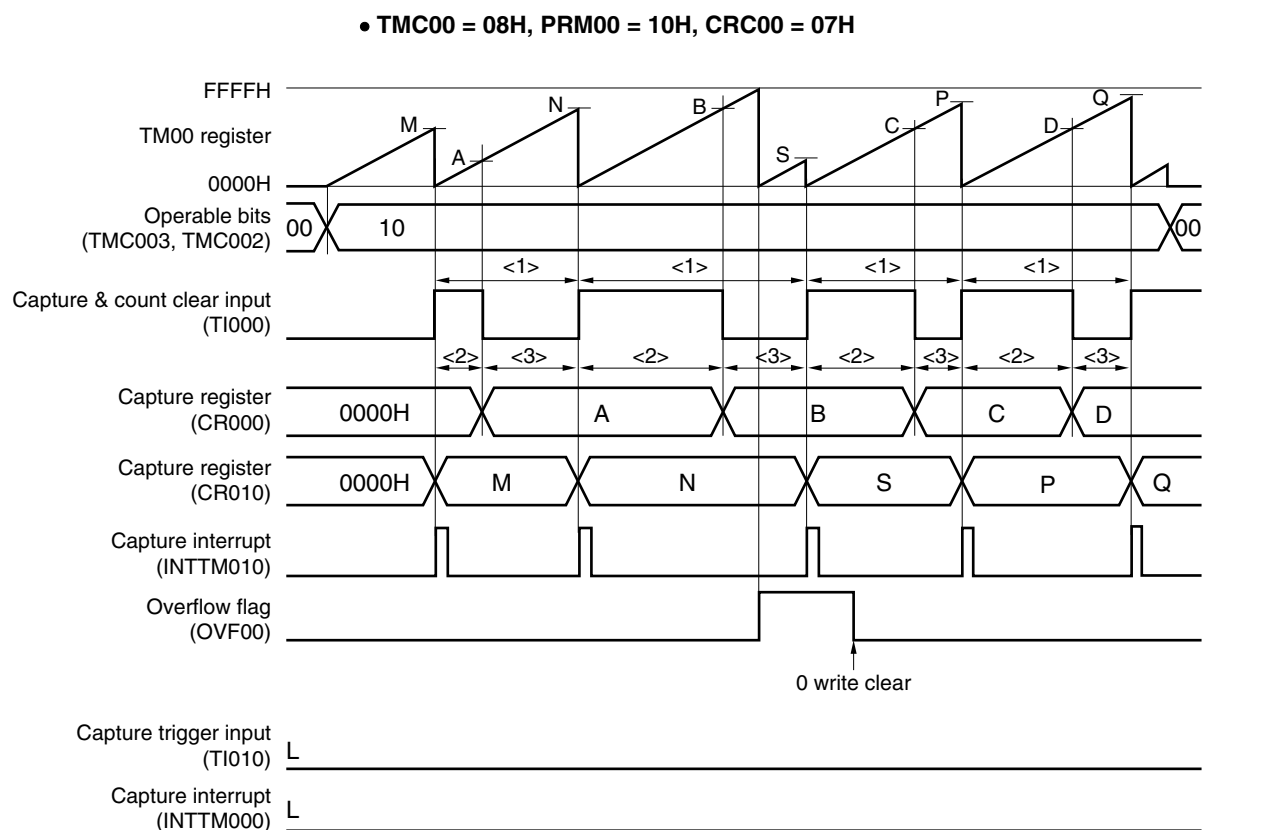 • TMC00 = 08H, PRM00 = 10H, CRC00 = 07H
FFFFH
TM00 register
0000H
M
A
N
B
S
C
P
D
Q
Operable bits
(TMC003, TMC002)
00
10
00
<1>
<1>
<1>
<1>
Capture & count clear input
(TI000)
<2>
<3>
<2>
<3>
<2>
<3>
<2>
<3>
Capture register
(CR000)
0000H
A
B
C
D
Capture register
(CR010)
0000H
M
N
S
P
Q
Capture interrupt
(INTTM010)
Overflow flag
(OVF00)
0 write clear
Capture trigger input
(TI010)
L
Capture interrupt
(INTTM000)
L